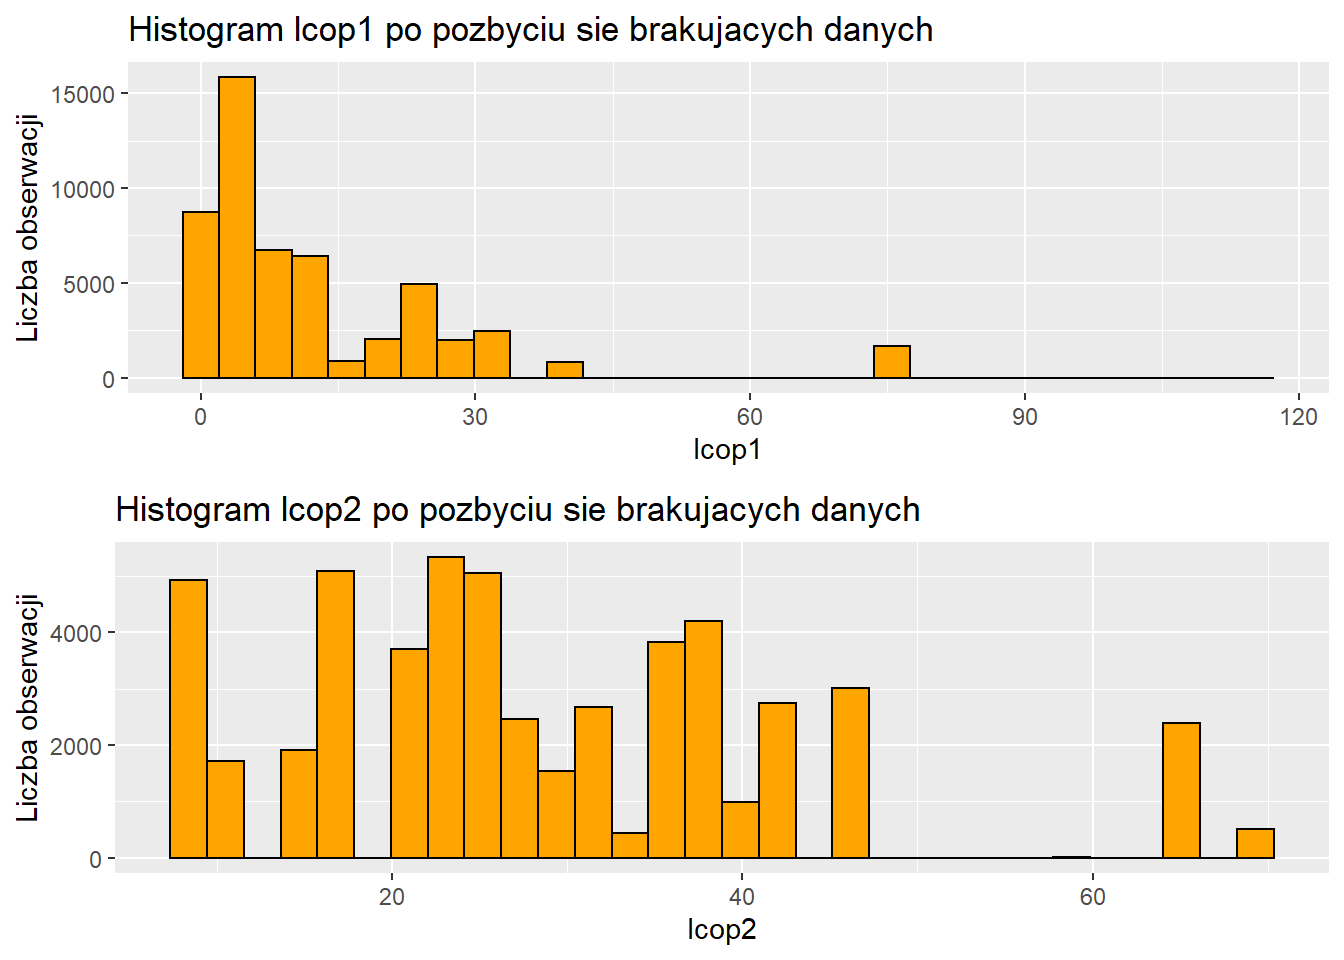 Histogram lcop1 po pozbyciu sie brakujacych danych
Liczba obserwacji
15000
10000
5000
0
0 30 60 90 120
lcop1
Histogram lcop2 po pozbyciu sie brakujacych danych
Liczba obserwacji
4000
2000
0
20 40 60
lcop2